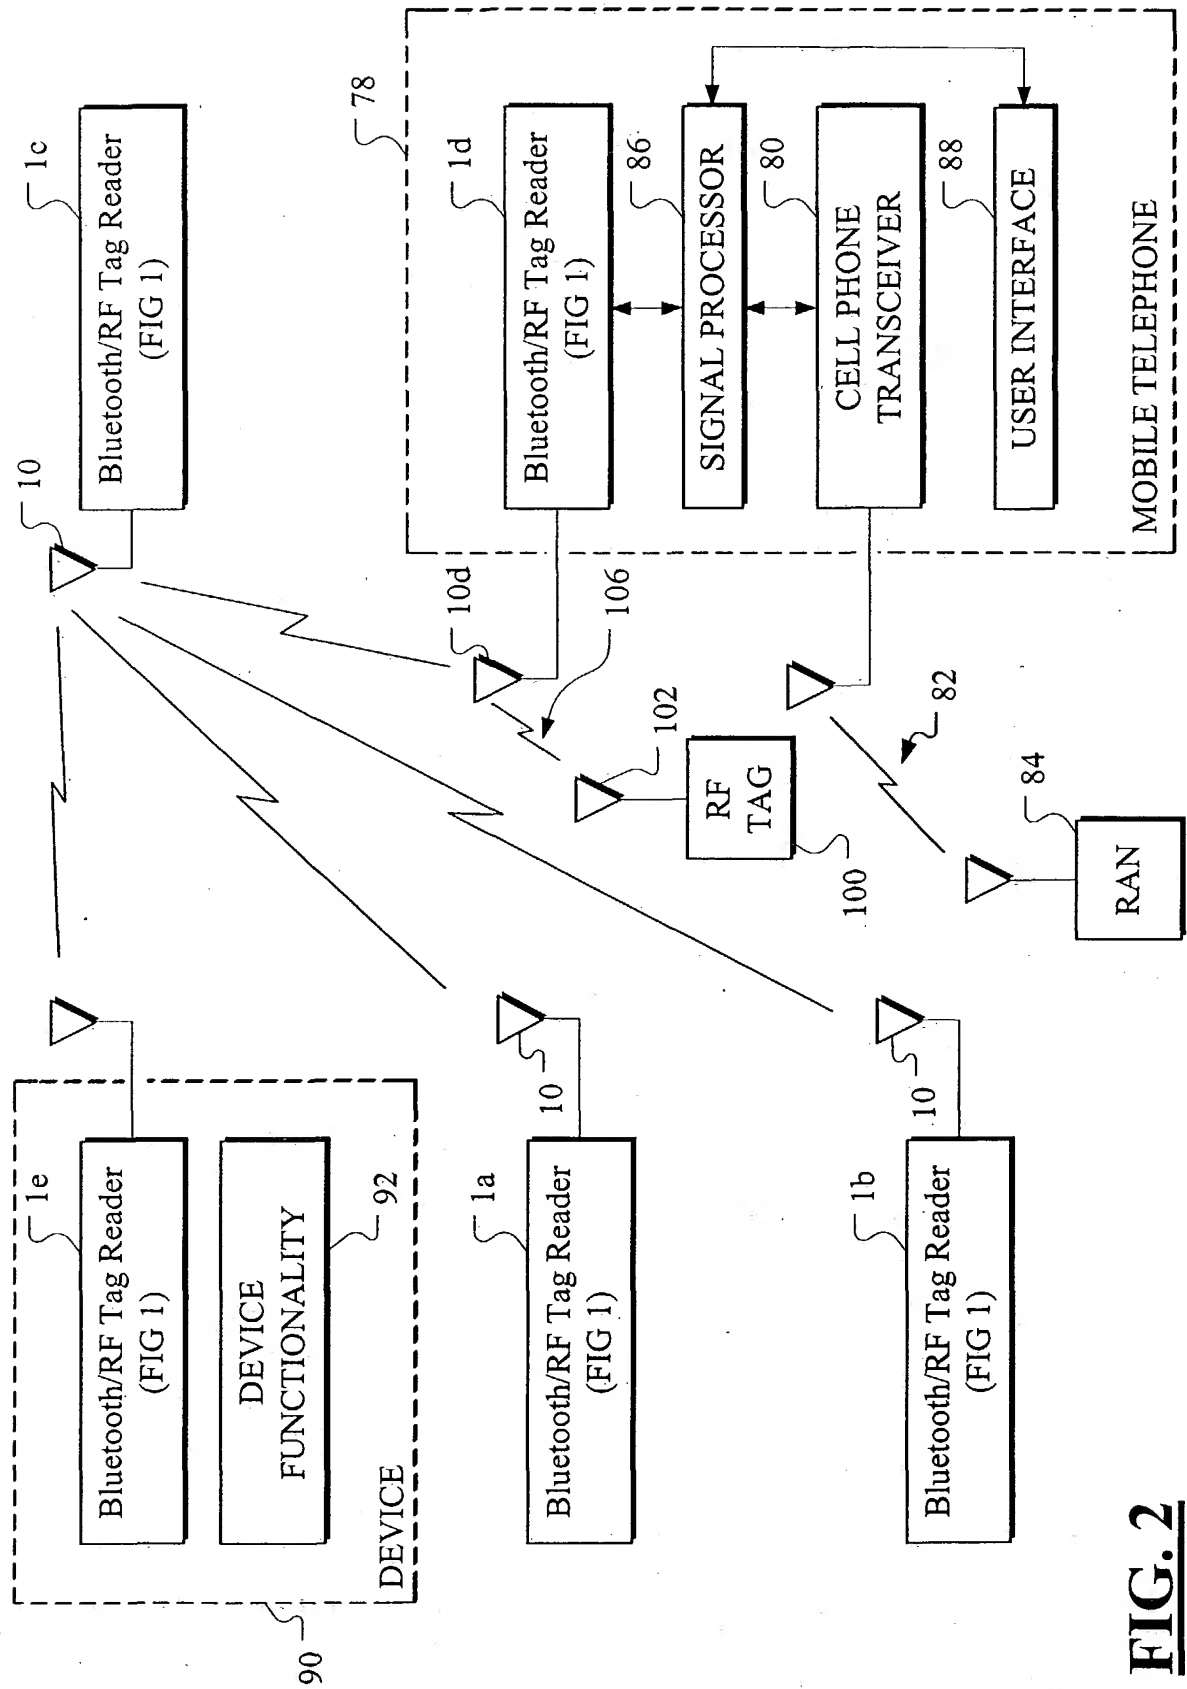 90
DEVICE
1e
Bluetooth/RF Tag Reader
(FIG 1)
DEVICE
FUNCTIONALITY
92
1a
Bluetooth/RF Tag Reader
(FIG 1)
10
1b
Bluetooth/RF Tag Reader
(FIG 1)
10
10
1c
Bluetooth/RF Tag Reader
(FIG 1)
78
1d
Bluetooth/RF Tag Reader
(FIG 1)
10d
106
86
SIGNAL PROCESSOR
80
CELL PHONE
TRANSCEIVER
88
USER INTERFACE
MOBILE TELEPHONE
102
RF
TAG
100
82
84
RAN
FIG. 2